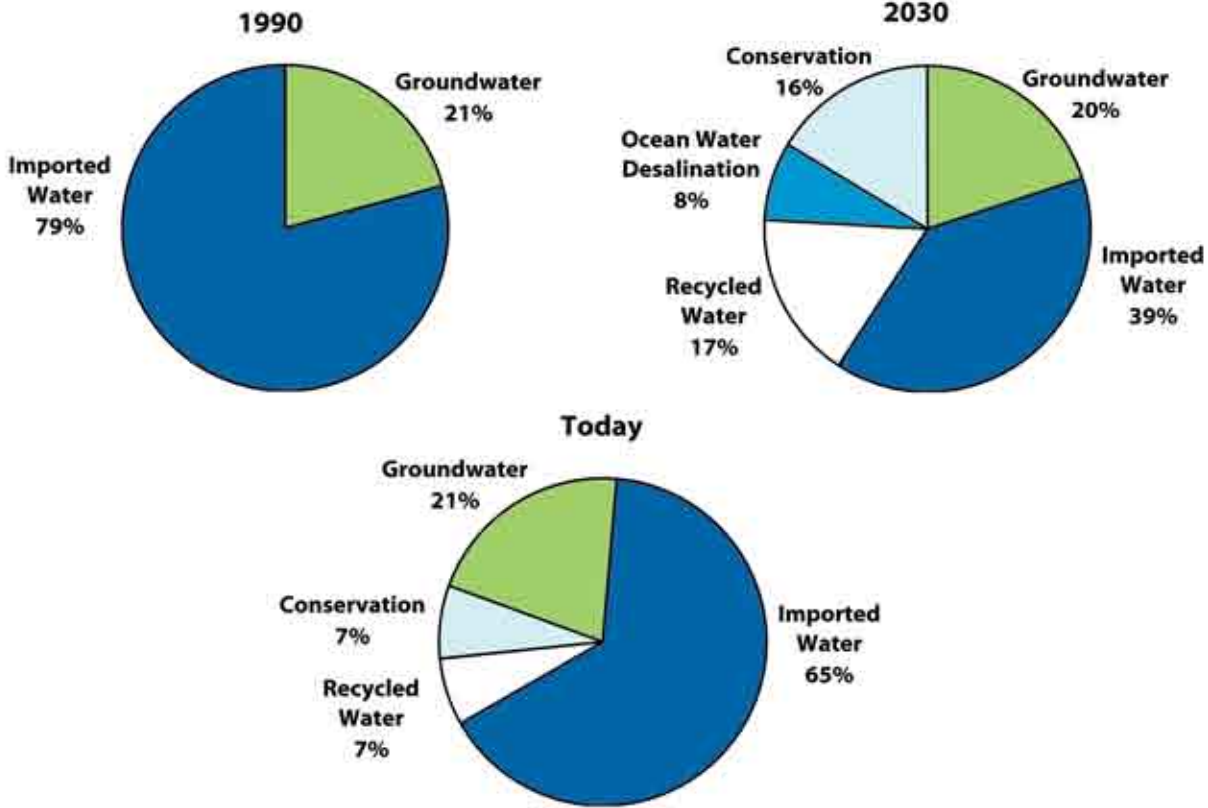 1990
Groundwater
21%
Imported
Water
79%
2030
Conservation
16%
Groundwater
20%
Ocean Water
Desalination
8%
Imported
Water
39%
Recycled
Water
17%
Today
Groundwater
21%
Conservation
7%
Imported
Water
65%
Recycled
Water
7%